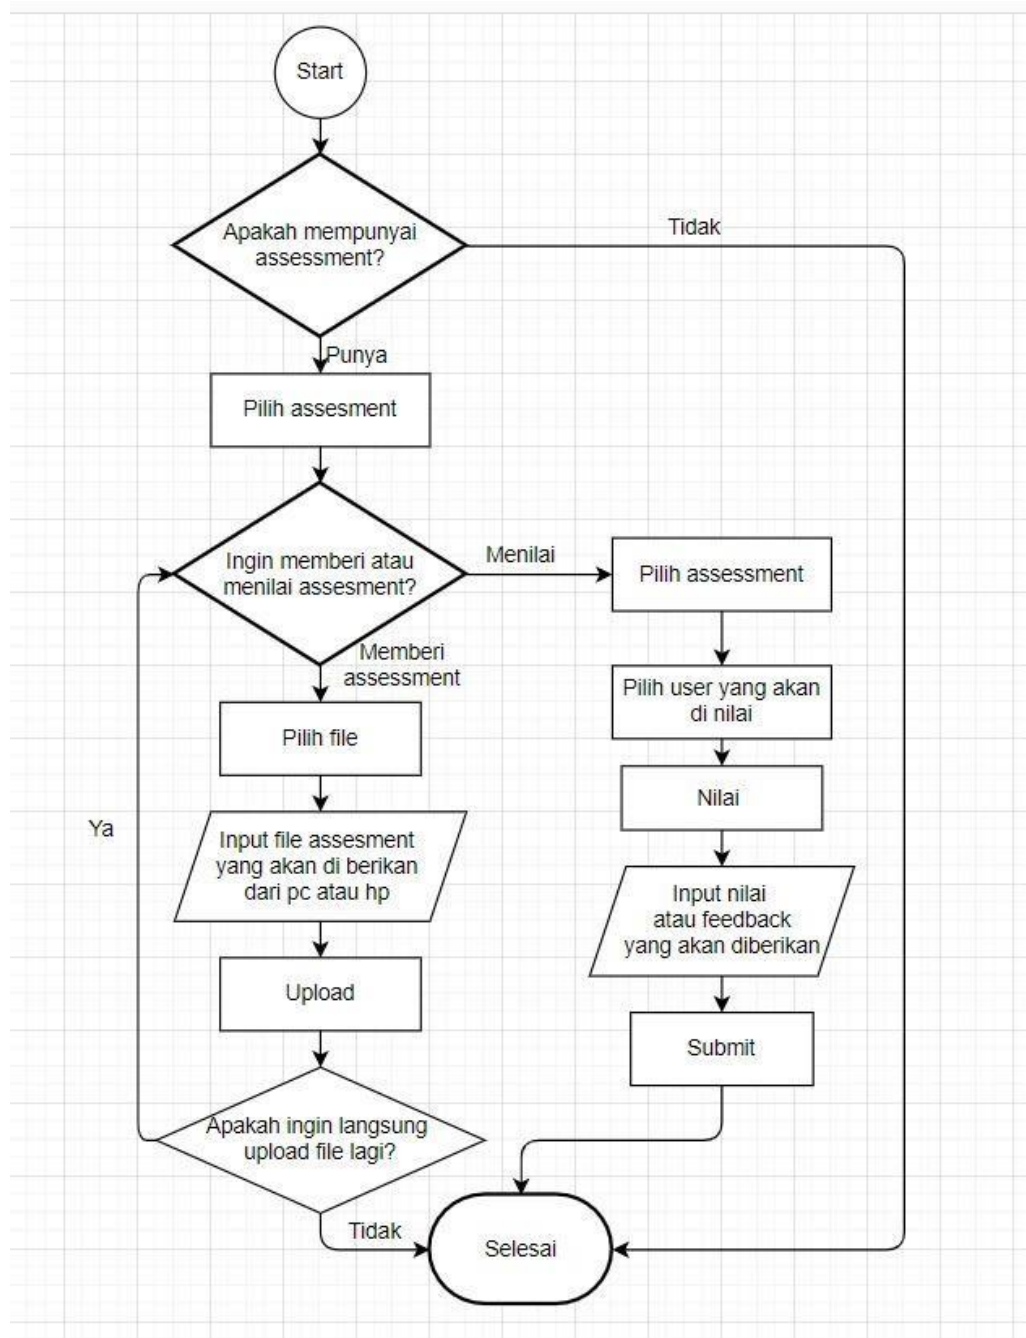 Start
Apakah mempunyai
assessment?
Tidak
Punya
Pilih assesment
Ingin memberi atau
menilai assesment?
Menilai
Pilih assessment
Memberi
assessment
Pilih user yang akan
di nilai
Pilih file
Nilai
Ya
Input file assesment
yang akan di berikan
dari pc atau hp
Input nilai
atau feedback
yang akan diberikan
Upload
Submit
Apakah ingin langsung
upload file lagi?
Tidak
Selesai